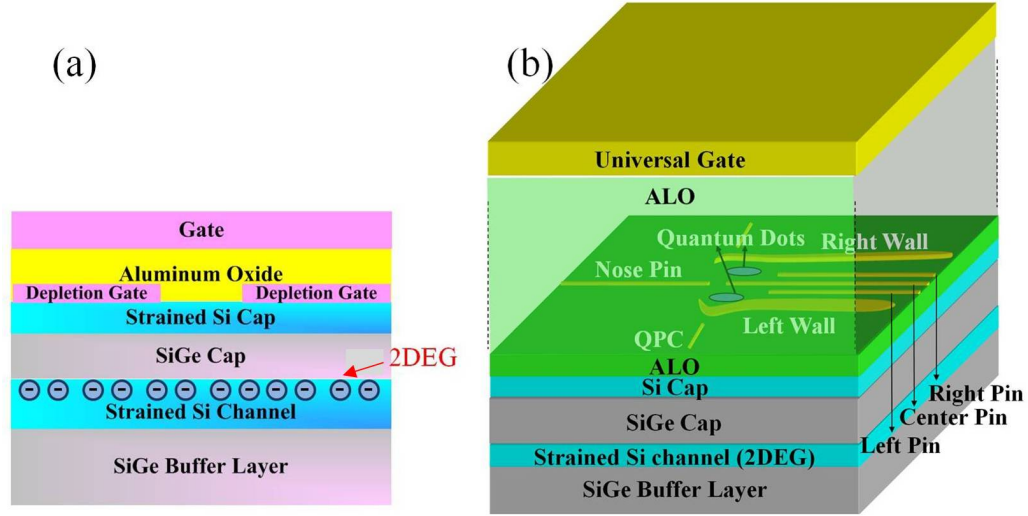 (a)
Gate
Aluminum Oxide
Depletion Gate
Depletion Gate
Strained Si Cap
SiGe Cap
2DEG
Strained Si Channel
SiGe Buffer Layer
(b)
Universal Gate
ALO
Quantum Dots
Right Wall
Nose Pin
Left Wall
QPC
ALO
Si Cap
Right Pin
SiGe Cap
Center Pin
Left Pin
Strained Si channel (2DEG)
SiGe Buffer Layer